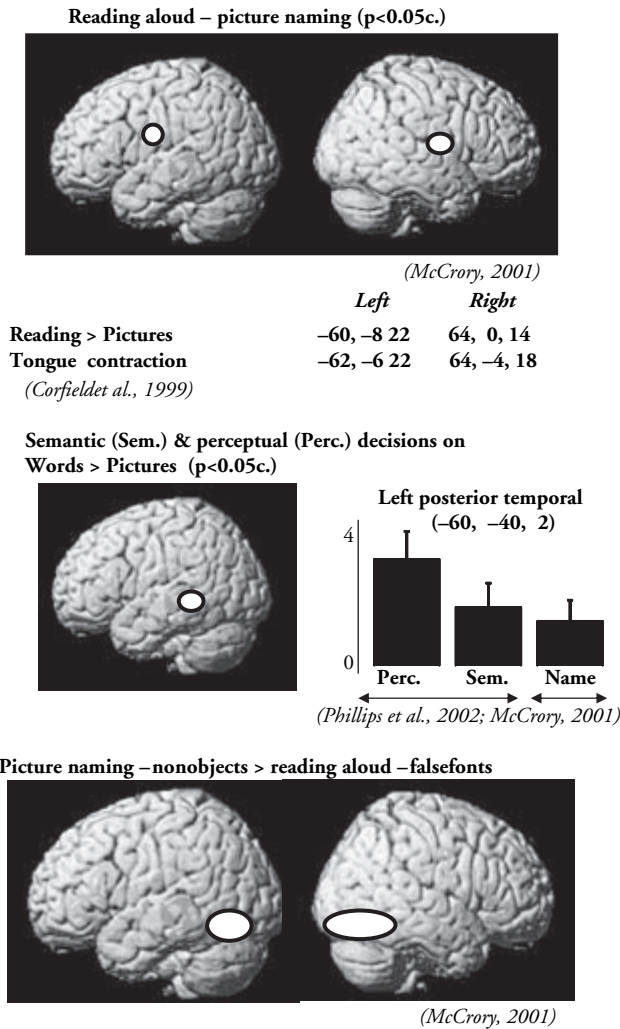 Reading aloud – picture naming (p<0.05c.)
(McCrory, 2001)
Left Right
Reading > Pictures –60, –8 22 64, 0, 14
Tongue contraction –62, –6 22 64, –4, 18
(Corfieldet al., 1999)
Semantic (Sem.) & perceptual (Perc.) decisions on
Words > Pictures (p<0.05c.)
Left posterior temporal
(–60, –40, 2)
4
0
Perc. Sem. Name
(Phillips et al., 2002; McCrory, 2001)
Picture naming –nonobjects > reading aloud –falsefonts
(McCrory, 2001)